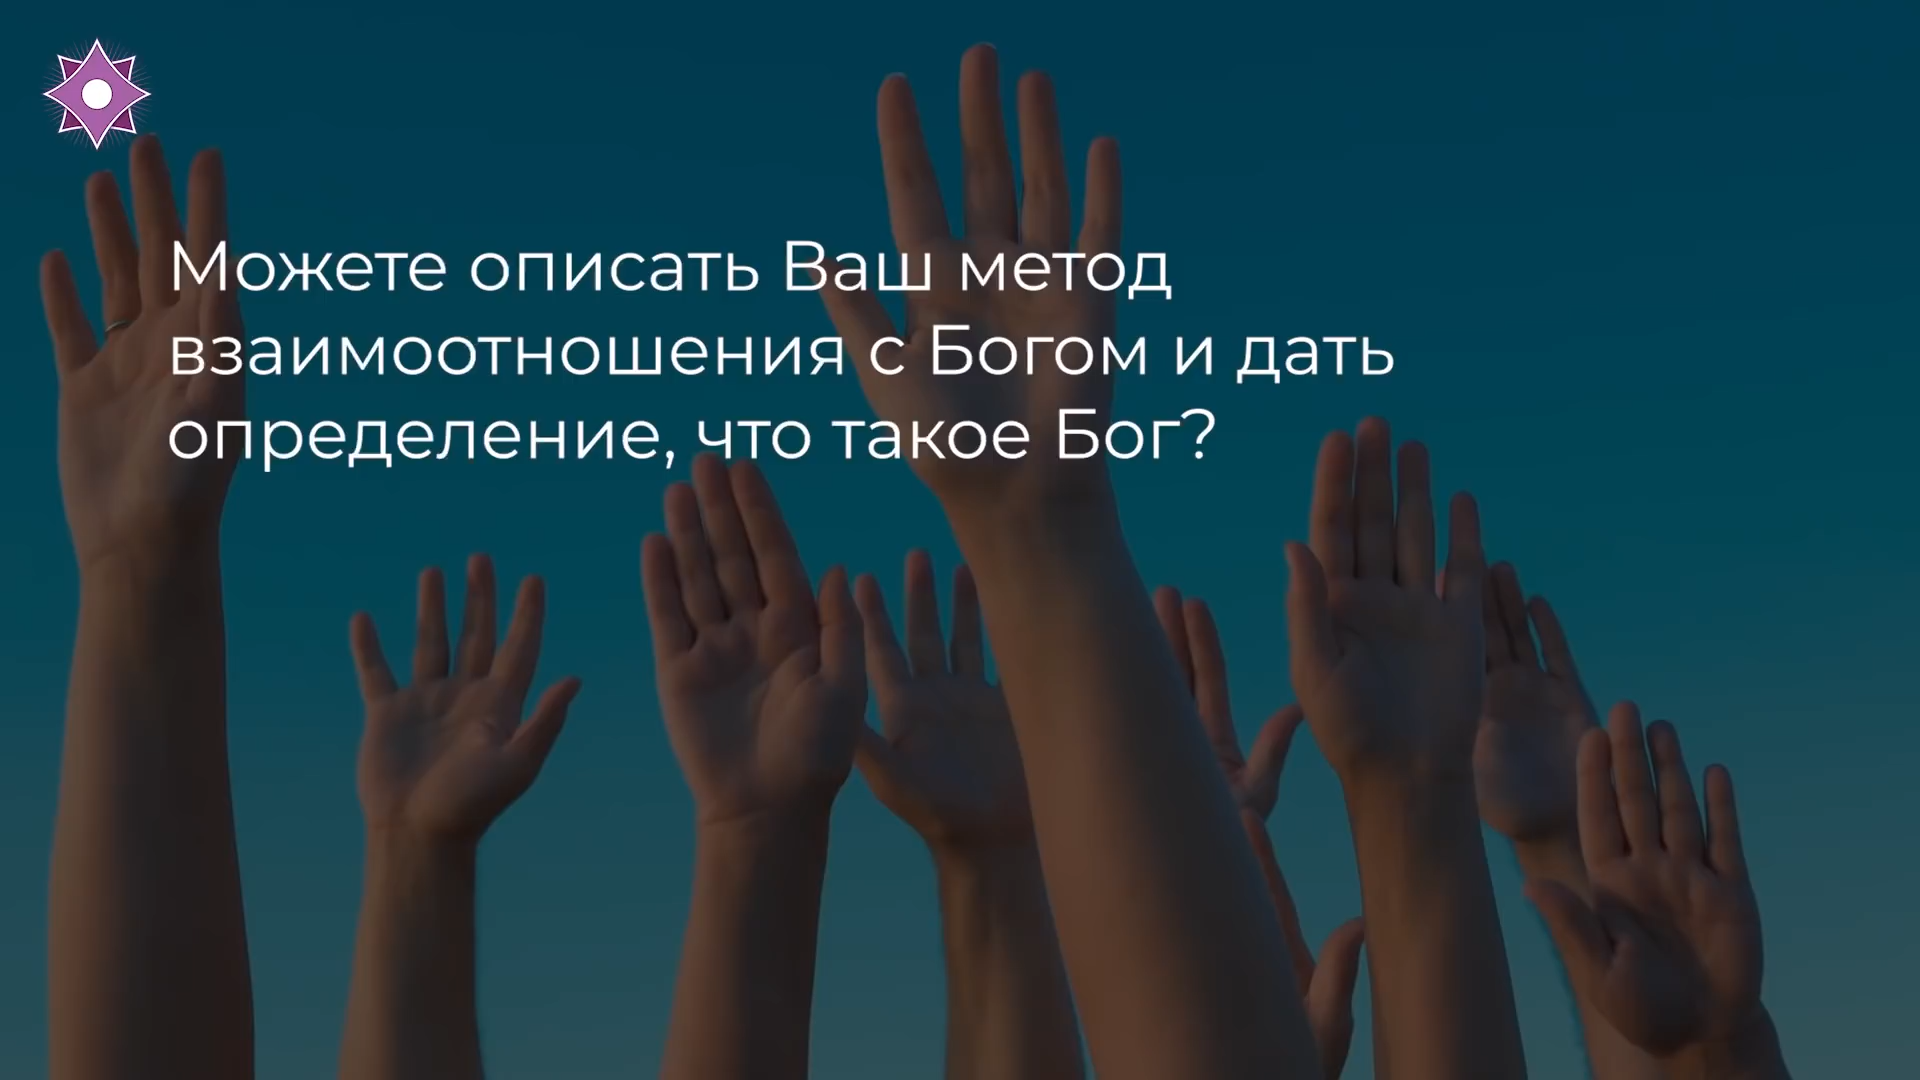 Можете описать Ваш метод
взаимоотношения с Богом и дать
определение, что такое Бог?